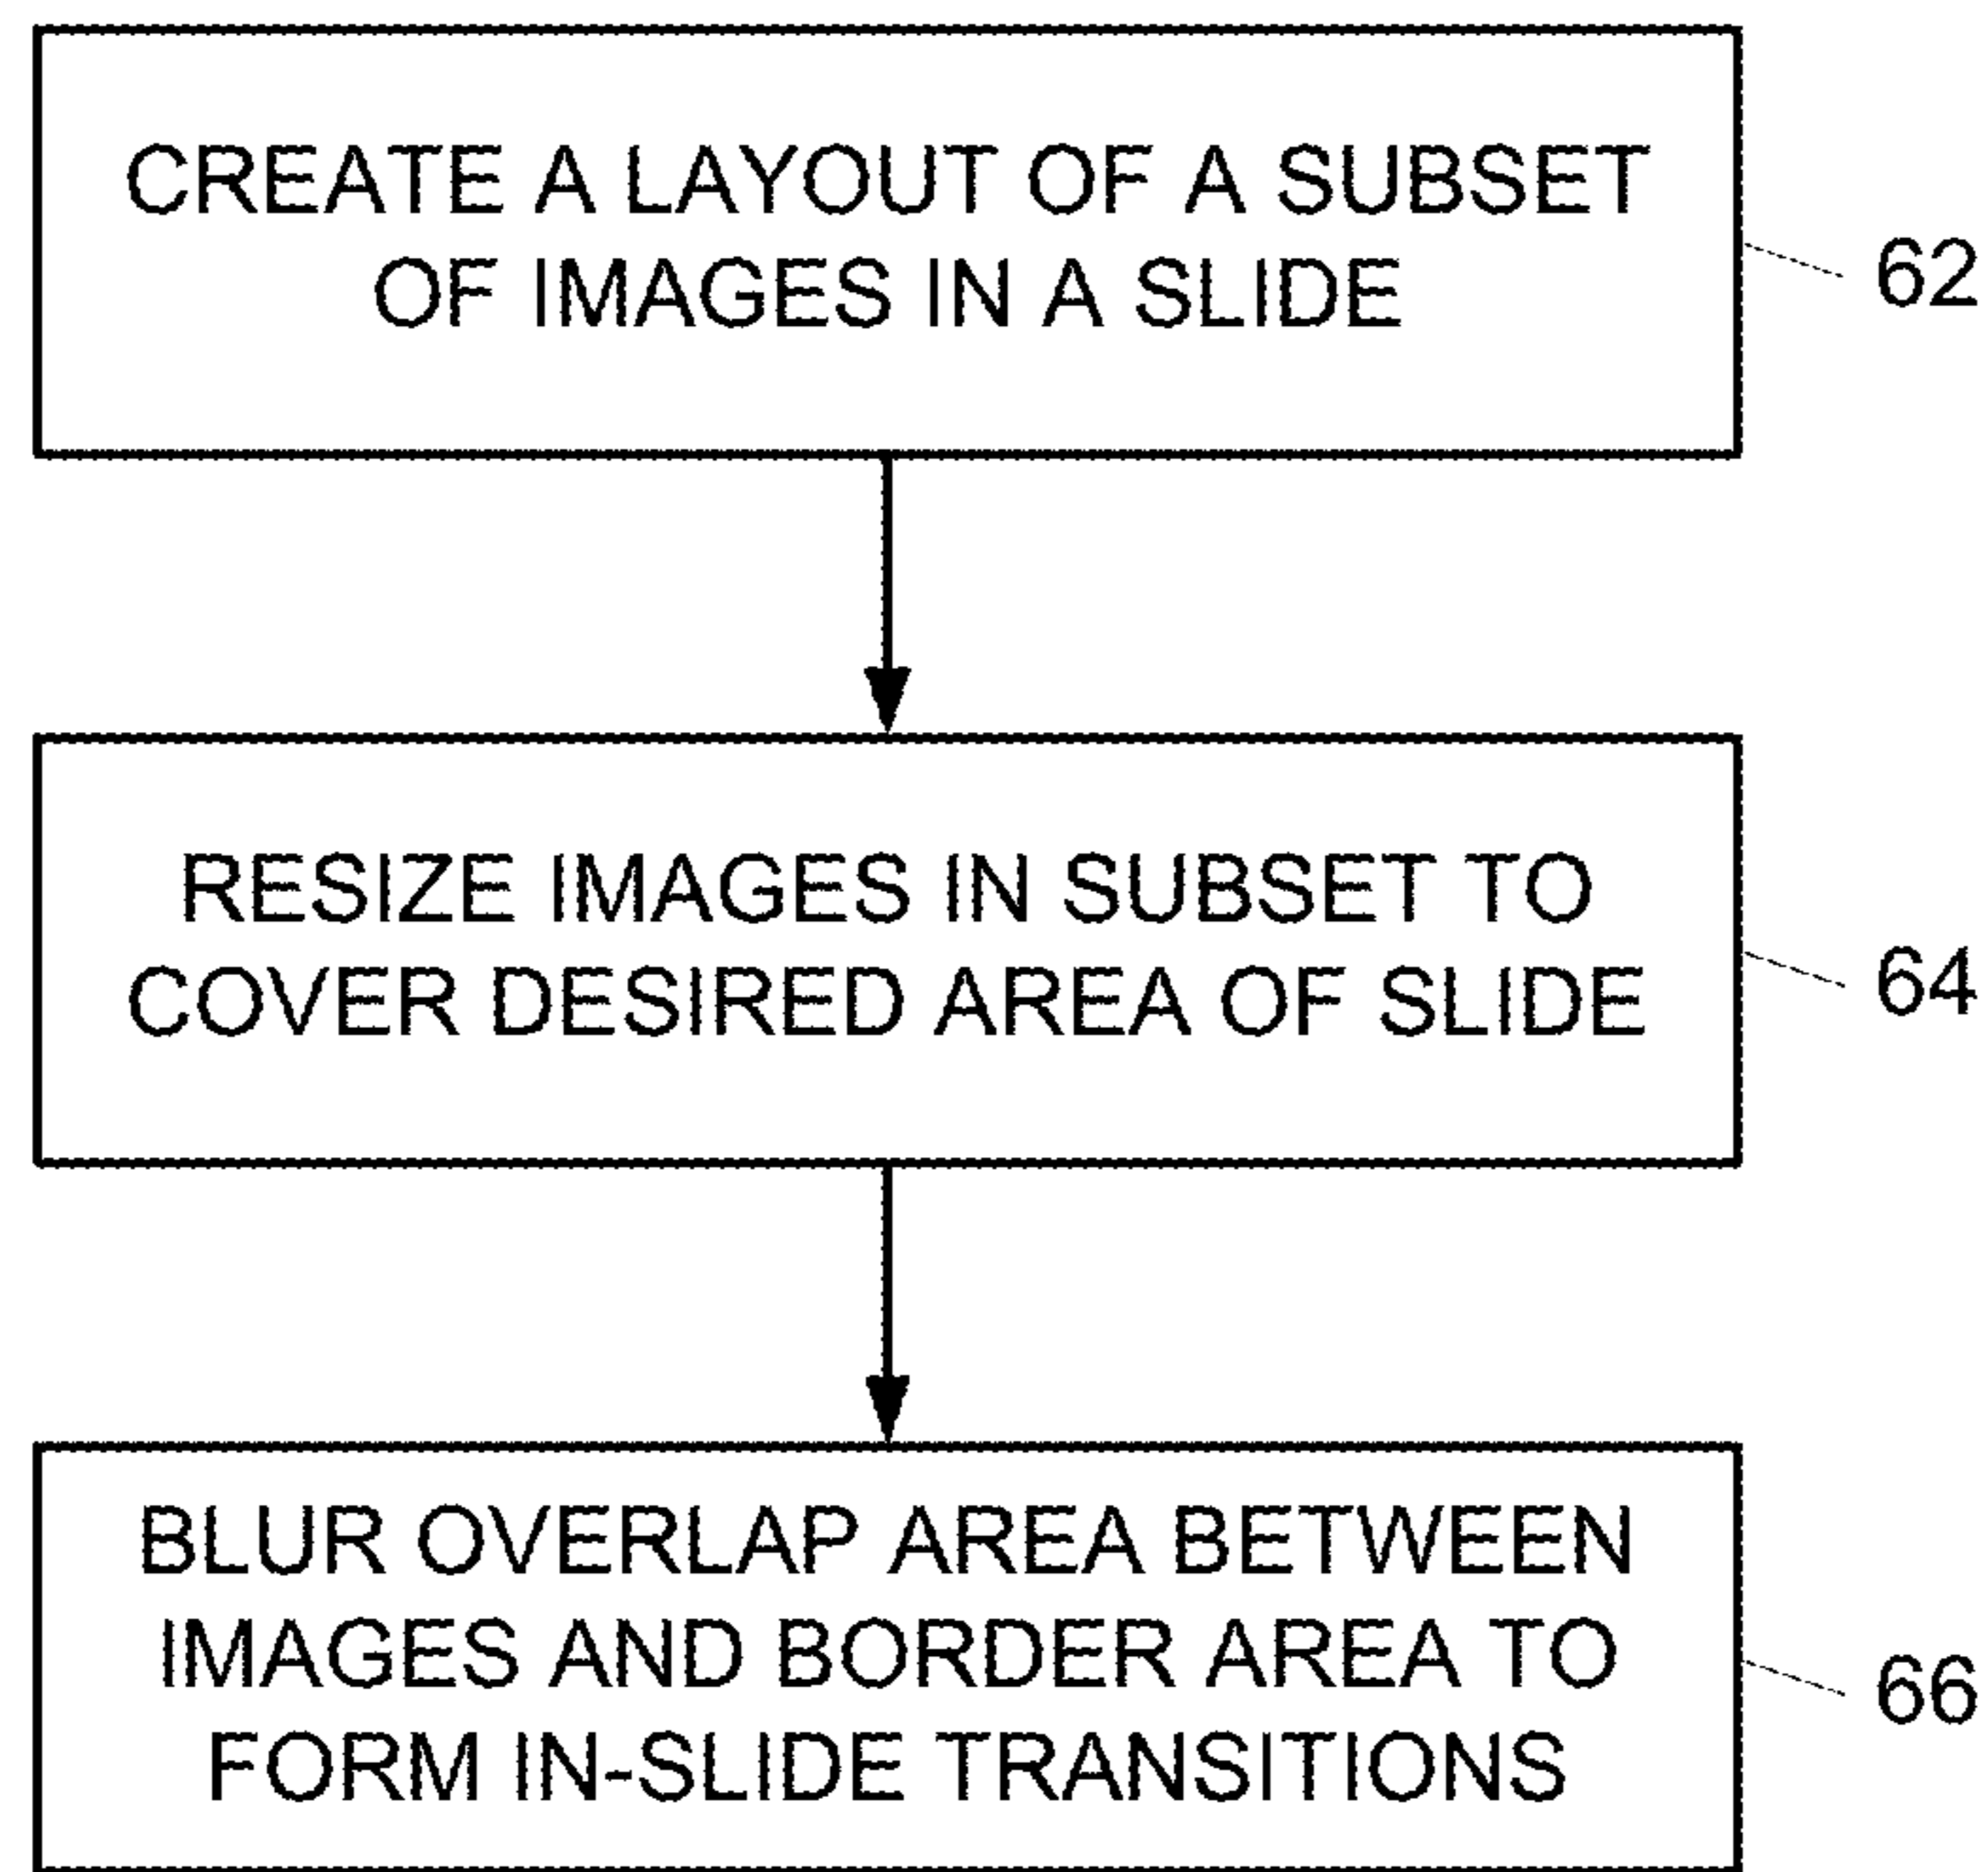 CREATE A LAYOUT OF A SUBSET
OF IMAGES IN A SLIDE
62
RESIZE IMAGES IN SUBSET TO
COVER DESIRED AREA OF SLIDE
64
BLUR OVERLAP AREA BETWEEN
IMAGES AND BORDER AREA TO
FORM IN-SLIDE TRANSITIONS
66